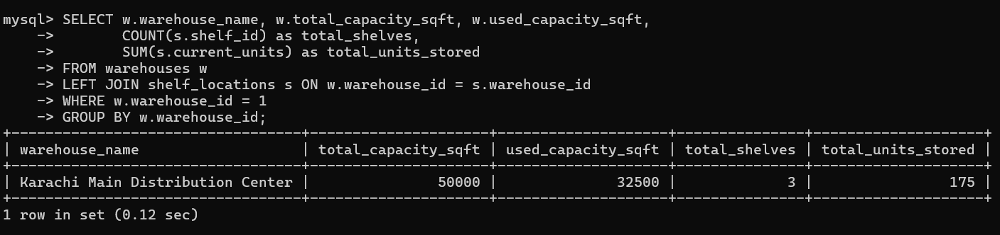 mysql> SELECT w.warehouse_name, w.total_capacity_sqft, w.used_capacity_sqft,
    ->        COUNT(s.shelf_id) as total_shelves,
    ->        SUM(s.current_units) as total_units_stored
    -> FROM warehouses w
    -> LEFT JOIN shelf_locations s ON w.warehouse_id = s.warehouse_id
    -> WHERE w.warehouse_id = 1
    -> GROUP BY w.warehouse_id;
+----------------------------------+---------------------+--------------------+---------------+--------------------+
| warehouse_name                   | total_capacity_sqft | used_capacity_sqft | total_shelves | total_units_stored |
+----------------------------------+---------------------+--------------------+---------------+--------------------+
| Karachi Main Distribution Center |               50000 |              32500 |             3 |                175 |
+----------------------------------+---------------------+--------------------+---------------+--------------------+
1 row in set (0.12 sec)